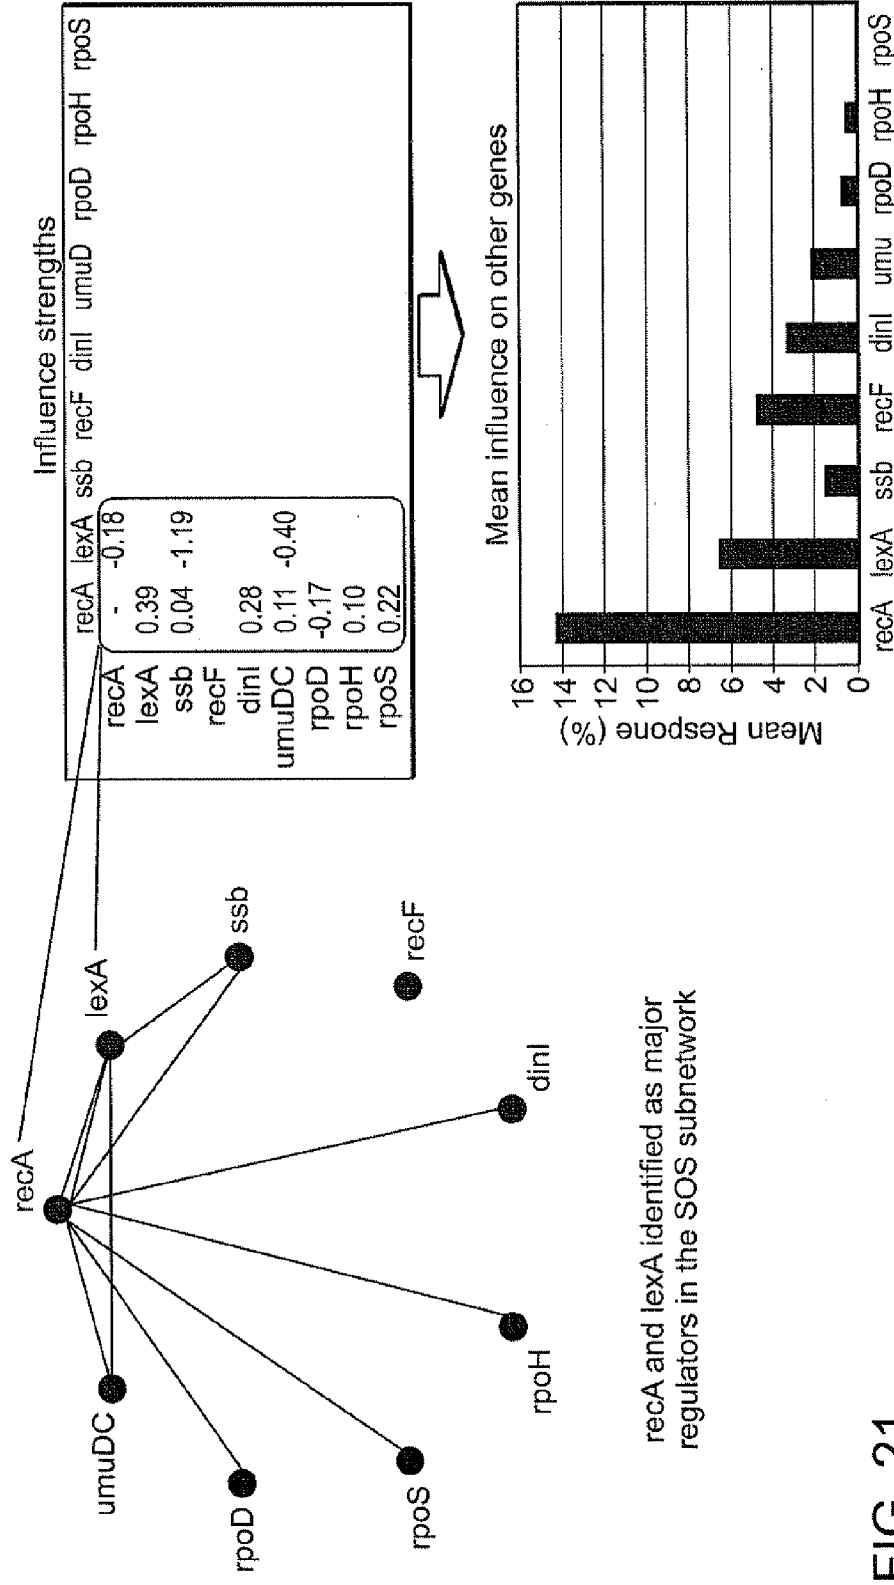 recA
lexA
umuDC
ssb
rpoD
recF
rpoS
dinI
rpoH
recA and lexA identified as major
regulators in the SOS subnetwork
Influence strengths
recA lexA ssb recF dinI umuD rpoD rpoH rpoS
recA - -0.18
lexA 0.39
ssb 0.04 -1.19
recF
dinI 0.28
umuDC 0.11 -0.40
rpoD -0.17
rpoH 0.10
rpoS 0.22
Mean influence on other genes
Mean Respone (%)
16
14
12
10
8
6
4
2
0
recA lexA ssb recF dinI umu rpoD rpoH rpoS
FIG. 21